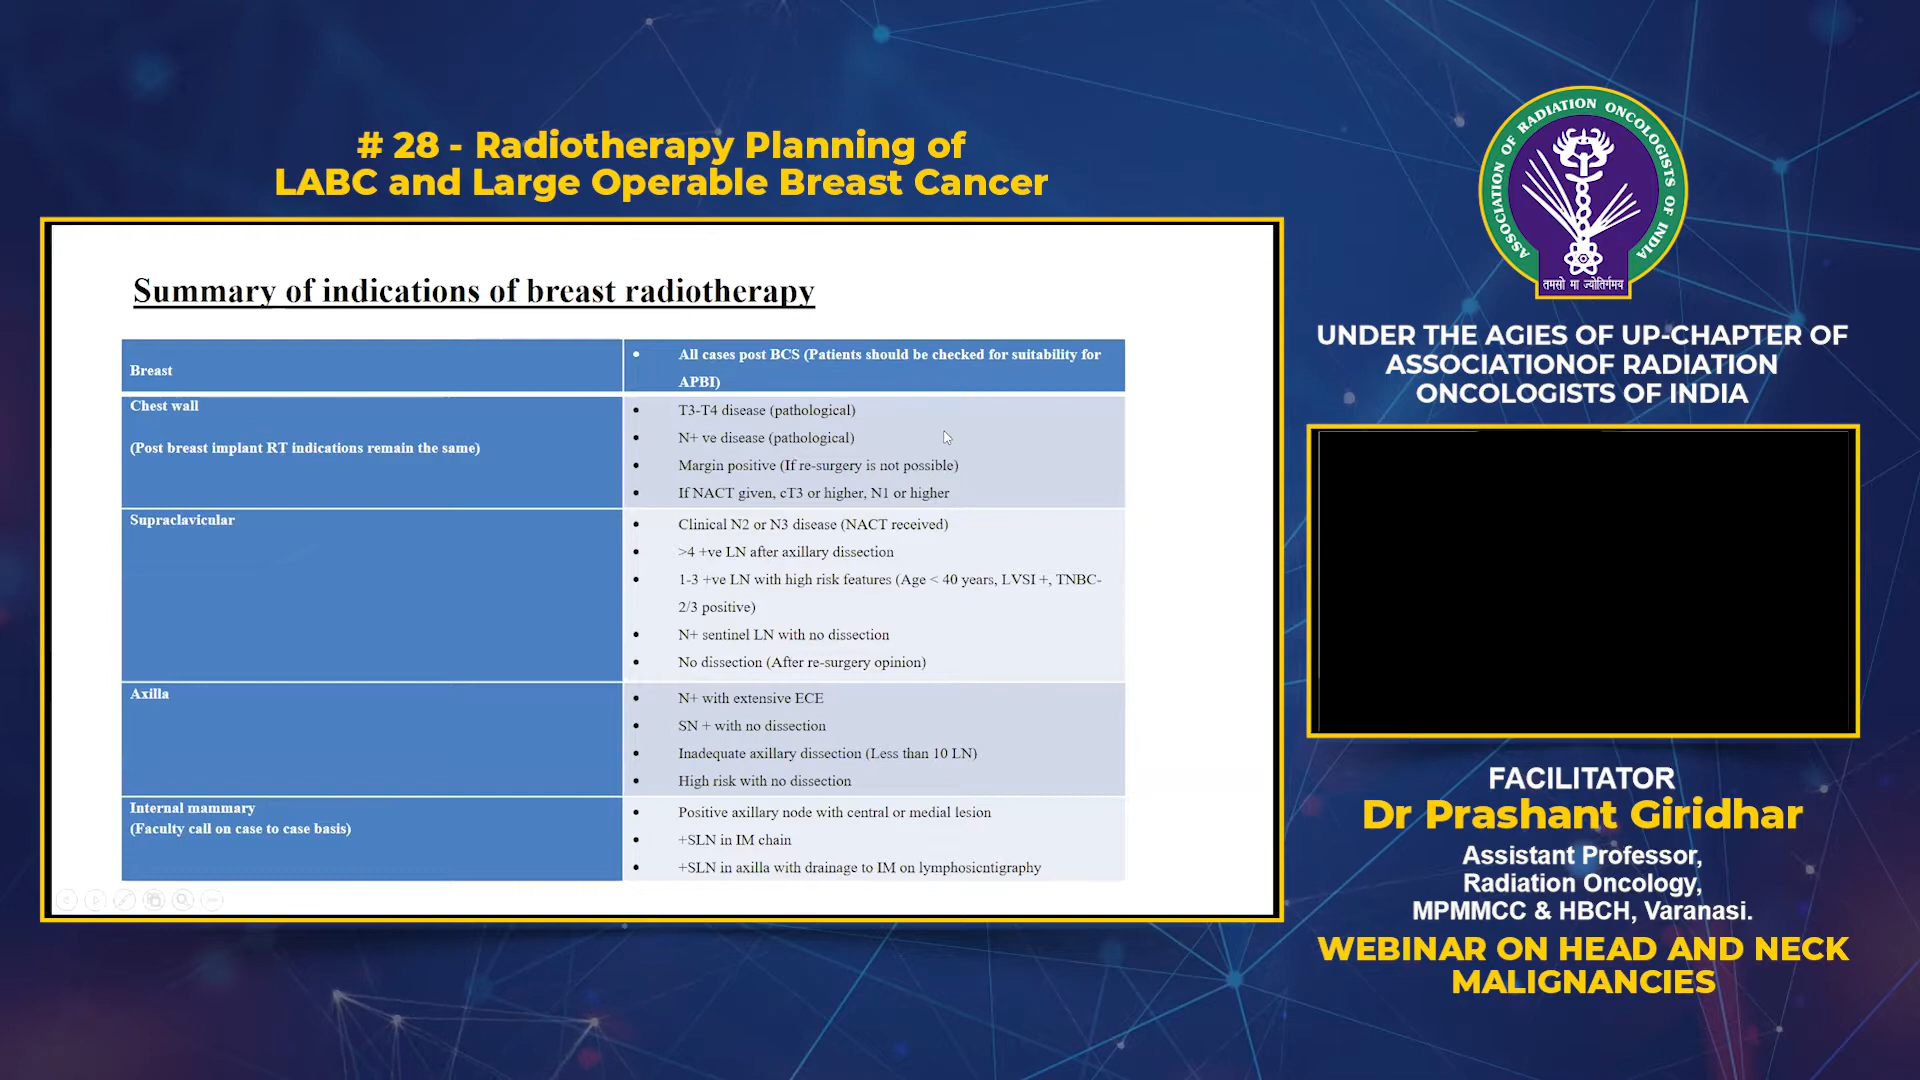 # 28 - Radiotherapy Planning of
LABC and Large Operable Breast Cancer
Summary of indications of breast radiotherapy
Breast
• All cases post BCS (Patients should be checked for suitability for
APBI)
Chest wall
(Post breast implant RT indications remain the same)
• T3-T4 disease (pathological)
• N+ ve disease (pathological)
• Margin positive (If re-surgery is not possible)
• If NACT given, cT3 or higher, N1 or higher
Supraclavicular
• Clinical N2 or N3 disease (NACT received)
• >4 +ve LN after axillary dissection
• 1-3 +ve LN with high risk features (Age < 40 years, LVSI +, TNBC-
2/3 positive)
• N+ sentinel LN with no dissection
• No dissection (After re-surgery opinion)
Axilla
• N+ with extensive ECE
• SN + with no dissection
• Inadequate axillary dissection (Less than 10 LN)
• High risk with no dissection
Internal mammary
(Faculty call on case to case basis)
• Positive axillary node with central or medial lesion
• +SLN in IM chain
• +SLN in axilla with drainage to IM on lymphosicntigraphy
ASSOCIATION OF RADIATION ONCOLOGISTS OF INDIA
तमसो मा ज्योतिर्गमय
UNDER THE AGIES OF UP-CHAPTER OF
ASSOCIATIONOF RADIATION
ONCOLOGISTS OF INDIA
FACILITATOR
Dr Prashant Giridhar
Assistant Professor,
Radiation Oncology,
MPMMCC & HBCH, Varanasi.
WEBINAR ON HEAD AND NECK
MALIGNANCIES